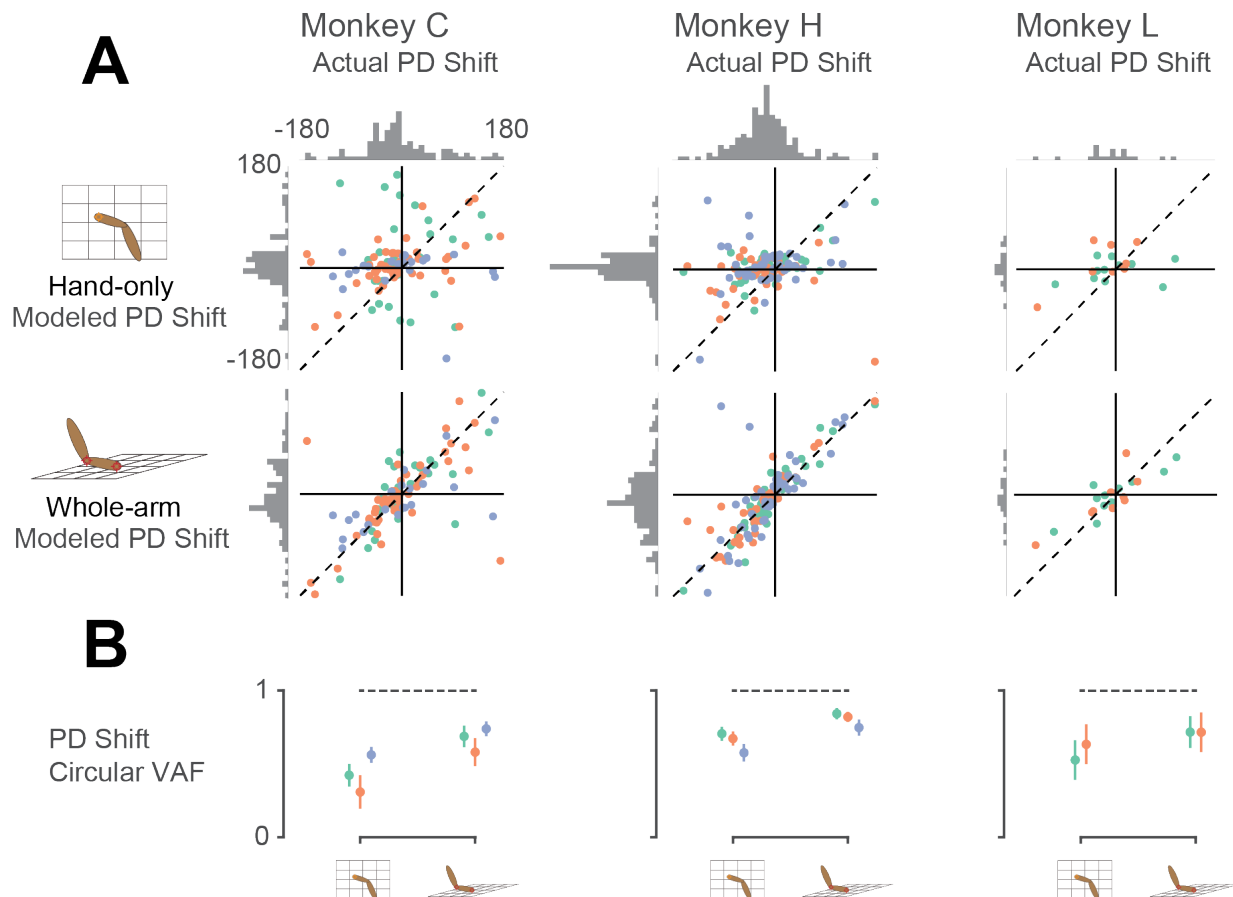 A
Monkey C
Actual PD Shift
Monkey H
Actual PD Shift
Monkey L
Actual PD Shift
-180
180
180
-180
Hand-only
Modeled PD Shift
Whole-arm
Modeled PD Shift
B
1
0
PD Shift
Circular VAF